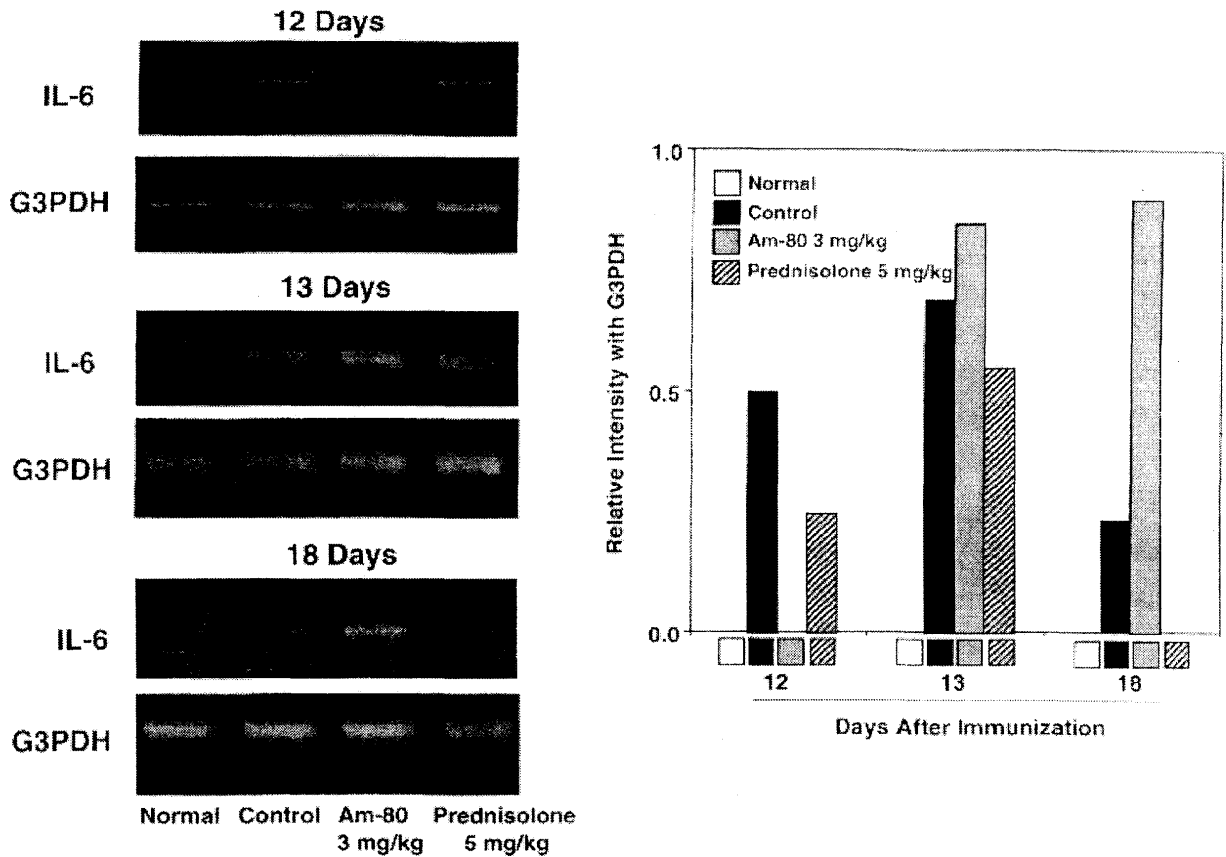 12 Days
IL-6
G3PDH
13 Days
IL-6
G3PDH
18 Days
IL-6
G3PDH
Normal Control Am-80 3 mg/kg Prednisolone 5 mg/kg
Relative Intensity with G3PDH
1.0
0.5
0.0
Normal
Control
Am-80 3 mg/kg
Prednisolone 5 mg/kg
12 13 18
Days After Immunization